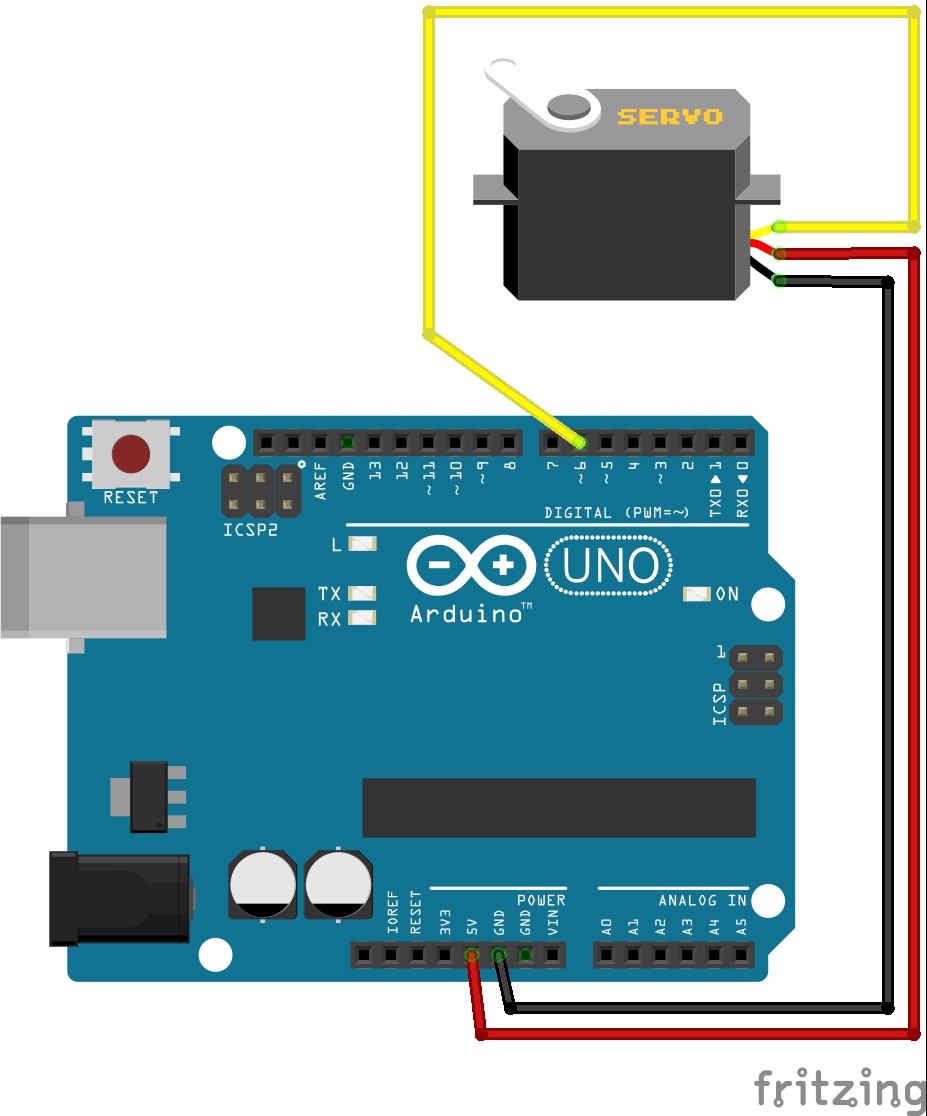 SERVO
RESET
ICSP2
AREF
GND
13
12
~11
~10
~9
8
7
~6
~5
4
~3
2
TX0▶1
RX0◀0
DIGITAL (PWM=~)
L
TX
RX
UNO
Arduino™
ON
1
ICSP
POWER
ANALOG IN
IOREF
RESET
3V3
5V
GND
GND
VIN
A0
A1
A2
A3
A4
A5
fritzing